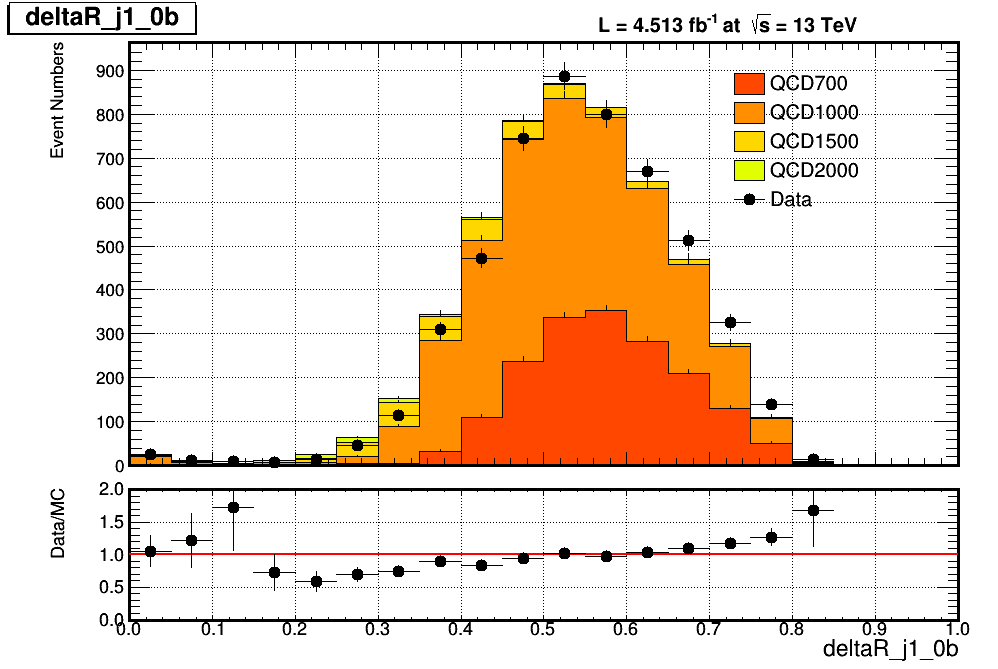 deltaR_j1_0b
L = 4.513 fb⁻¹ at √s = 13 TeV
Event Numbers
900
800
700
600
500
400
300
200
100
0
QCD700
QCD1000
QCD1500
QCD2000
Data
Data/MC
2.0
1.5
1.0
0.5
0.0
0.0 0.1 0.2 0.3 0.4 0.5 0.6 0.7 0.8 0.9 1.0
deltaR_j1_0b